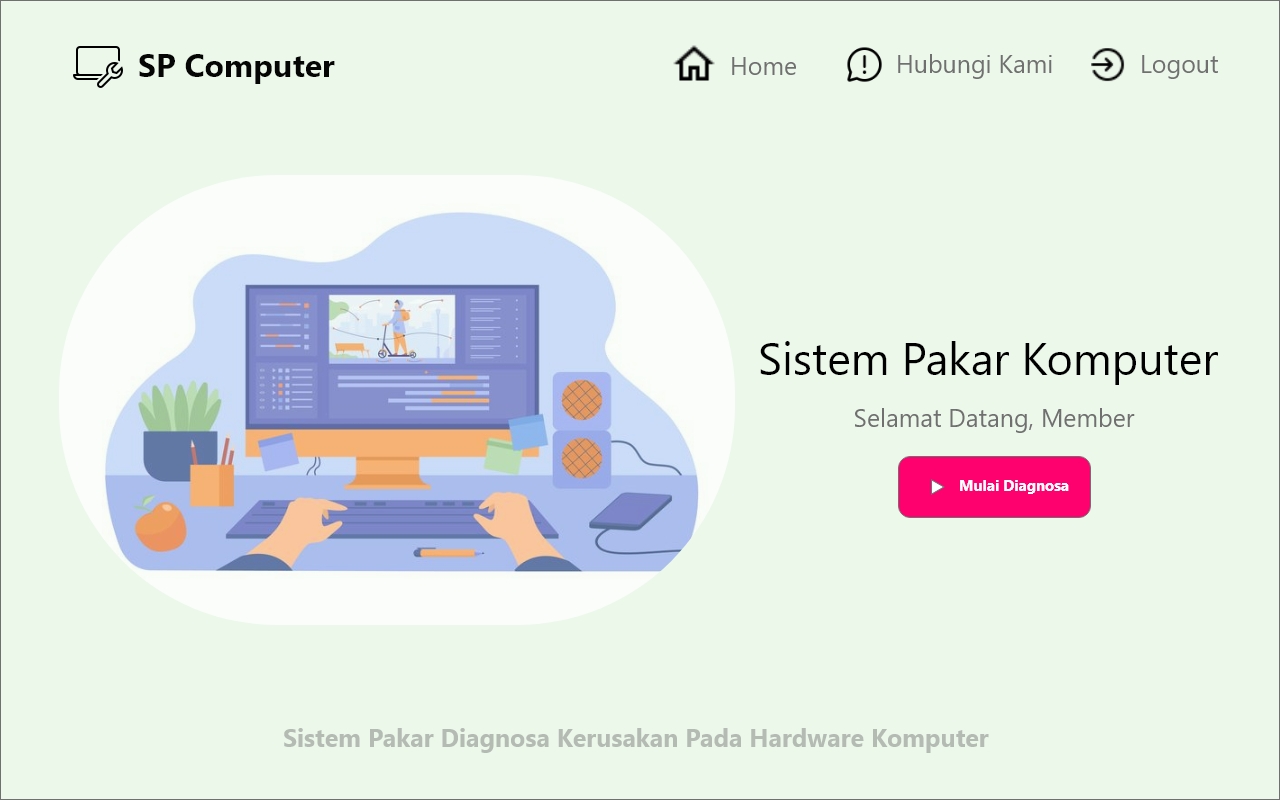 SP Computer
Home
Hubungi Kami
Logout
Sistem Pakar Komputer
Selamat Datang, Member
Mulai Diagnosa
Sistem Pakar Diagnosa Kerusakan Pada Hardware Komputer